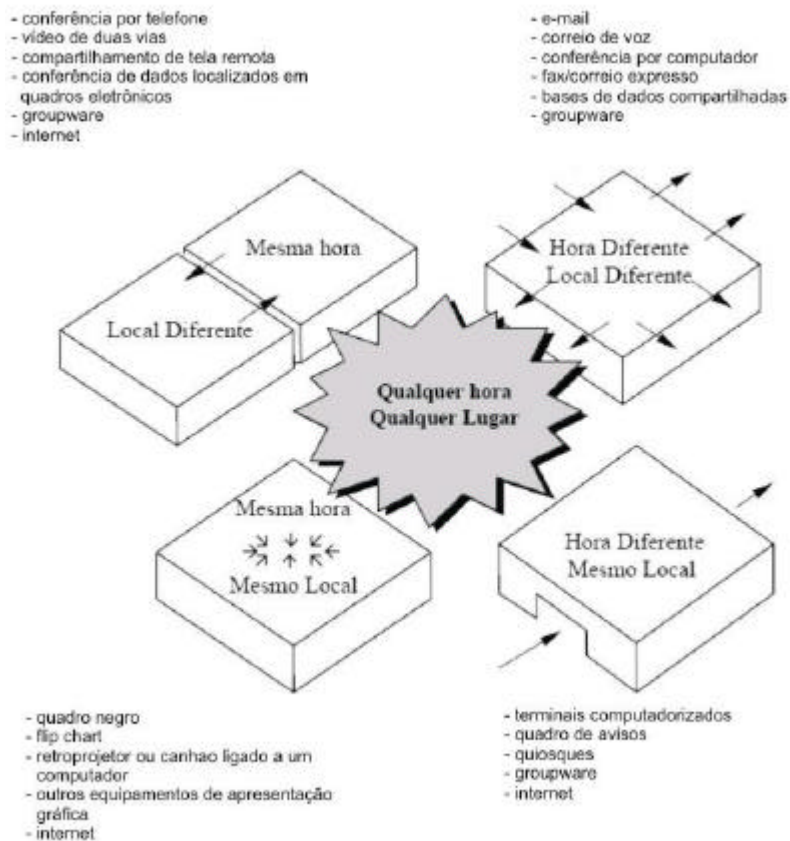 - conferência por telefone
- vídeo de duas vias
- compartilhamento de tela remota
- conferência de dados localizados em
quadros eletrônicos
- groupware
- internet
- e-mail
- correio de voz
- conferência por computador
- fax/correio expresso
- bases de dados compartilhadas
- groupware
Mesma hora
Local Diferente
Hora Diferente
Local Diferente
Qualquer hora
Qualquer Lugar
Mesma hora
Mesmo Local
Hora Diferente
Mesmo Local
- quadro negro
- flip chart
- retroprojetor ou canhao ligado a um
computador
- outros equipamentos de apresentação
gráfica
- internet
- terminais computadorizados
- quadro de avisos
- quiosques
- groupware
- internet